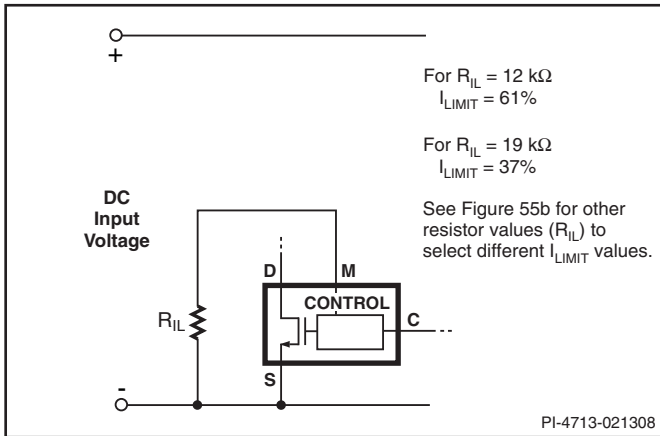 +
For R_IL = 12 kΩ
I_LIMIT = 61%
For R_IL = 19 kΩ
I_LIMIT = 37%
See Figure 55b for other
resistor values (R_IL) to
select different I_LIMIT values.
DC
Input
Voltage
D
M
CONTROL
C
R_IL
S
-
PI-4713-021308